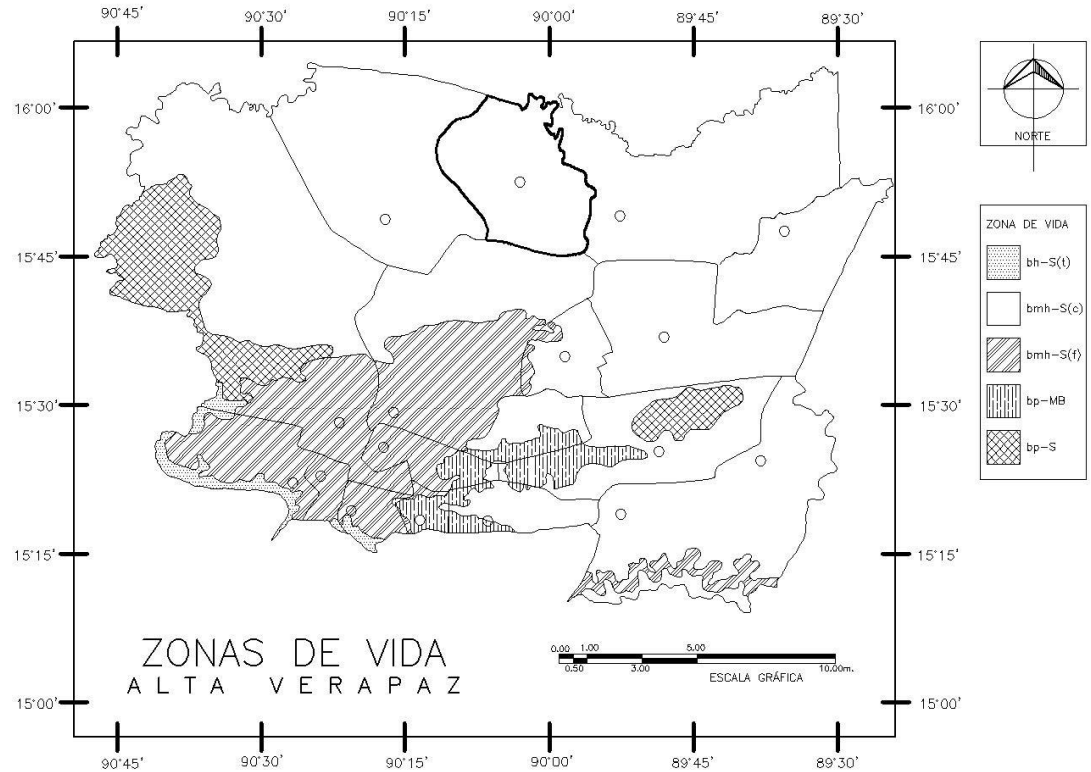 90°45' 90°30' 90°15' 90°00' 89°45' 89°30'
16°00' 16°00'
15°45' 15°45'
15°30' 15°30'
15°15' 15°15'
15°00' 15°00'
90°45' 90°30' 90°15' 90°00' 89°45' 89°30'
NORTE
ZONA DE VIDA
bh-S(t)
bmh-S(c)
bmh-S(f)
bp-MB
bp-S
ZONAS DE VIDA
ALTA VERAPAZ
0.00 1.00 5.00
0.50 3.00 10.00m.
ESCALA GRÁFICA